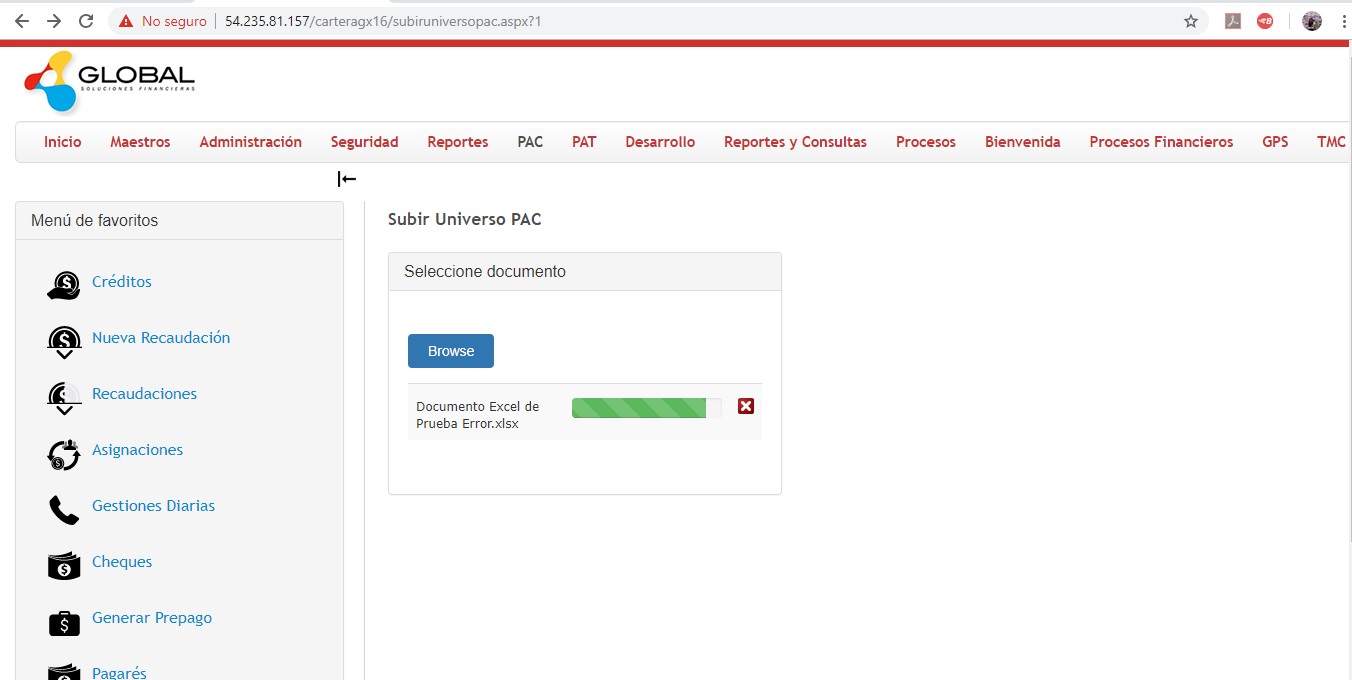 No seguro 54.235.81.157/carteragx16/subiruniversopac.aspx?1
GLOBAL
SOLUCIONES FINANCIERAS
Inicio Maestros Administración Seguridad Reportes PAC PAT Desarrollo Reportes y Consultas Procesos Bienvenida Procesos Financieros GPS TMC
Menú de favoritos
Créditos
Nueva Recaudación
Recaudaciones
Asignaciones
Gestiones Diarias
Cheques
Generar Prepago
Pagarés
Subir Universo PAC
Seleccione documento
Browse
Documento Excel de
Prueba Error.xlsx